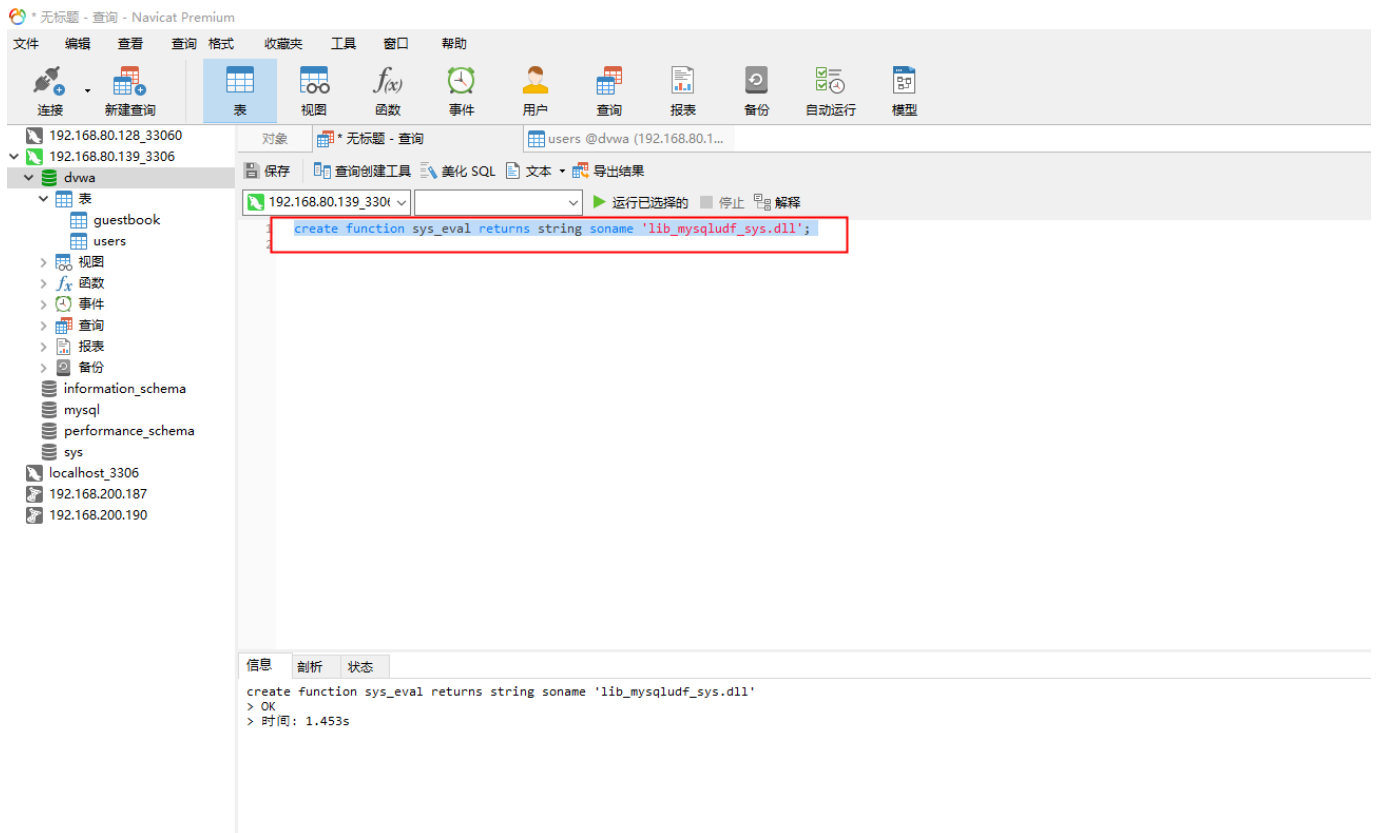 * 无标题 - 查询 - Navicat Premium
文件 编辑 查看 查询 格式 收藏夹 工具 窗口 帮助
连接 新建查询 表 视图 函数 事件 用户 查询 报表 备份 自动运行 模型
192.168.80.128_33060
192.168.80.139_3306
dvwa
表
guestbook
users
视图
函数
事件
查询
报表
备份
information_schema
mysql
performance_schema
sys
localhost_3306
192.168.200.187
192.168.200.190
对象 * 无标题 - 查询 users @dvwa (192.168.80.1...
保存 查询创建工具 美化 SQL 文本 导出结果
192.168.80.139_330 运行已选择的 停止 解释
1 create function sys_eval returns string soname 'lib_mysqludf_sys.dll';
2
信息 剖析 状态
create function sys_eval returns string soname 'lib_mysqludf_sys.dll'
> OK
> 时间: 1.453s